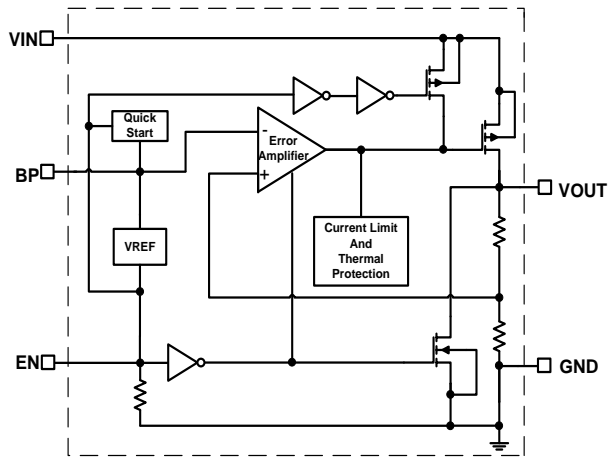 VIN
Quick
Start
-
Error
Amplifier
+
BP
VOUT
VREF
Current Limit
And
Thermal
Protection
EN
GND